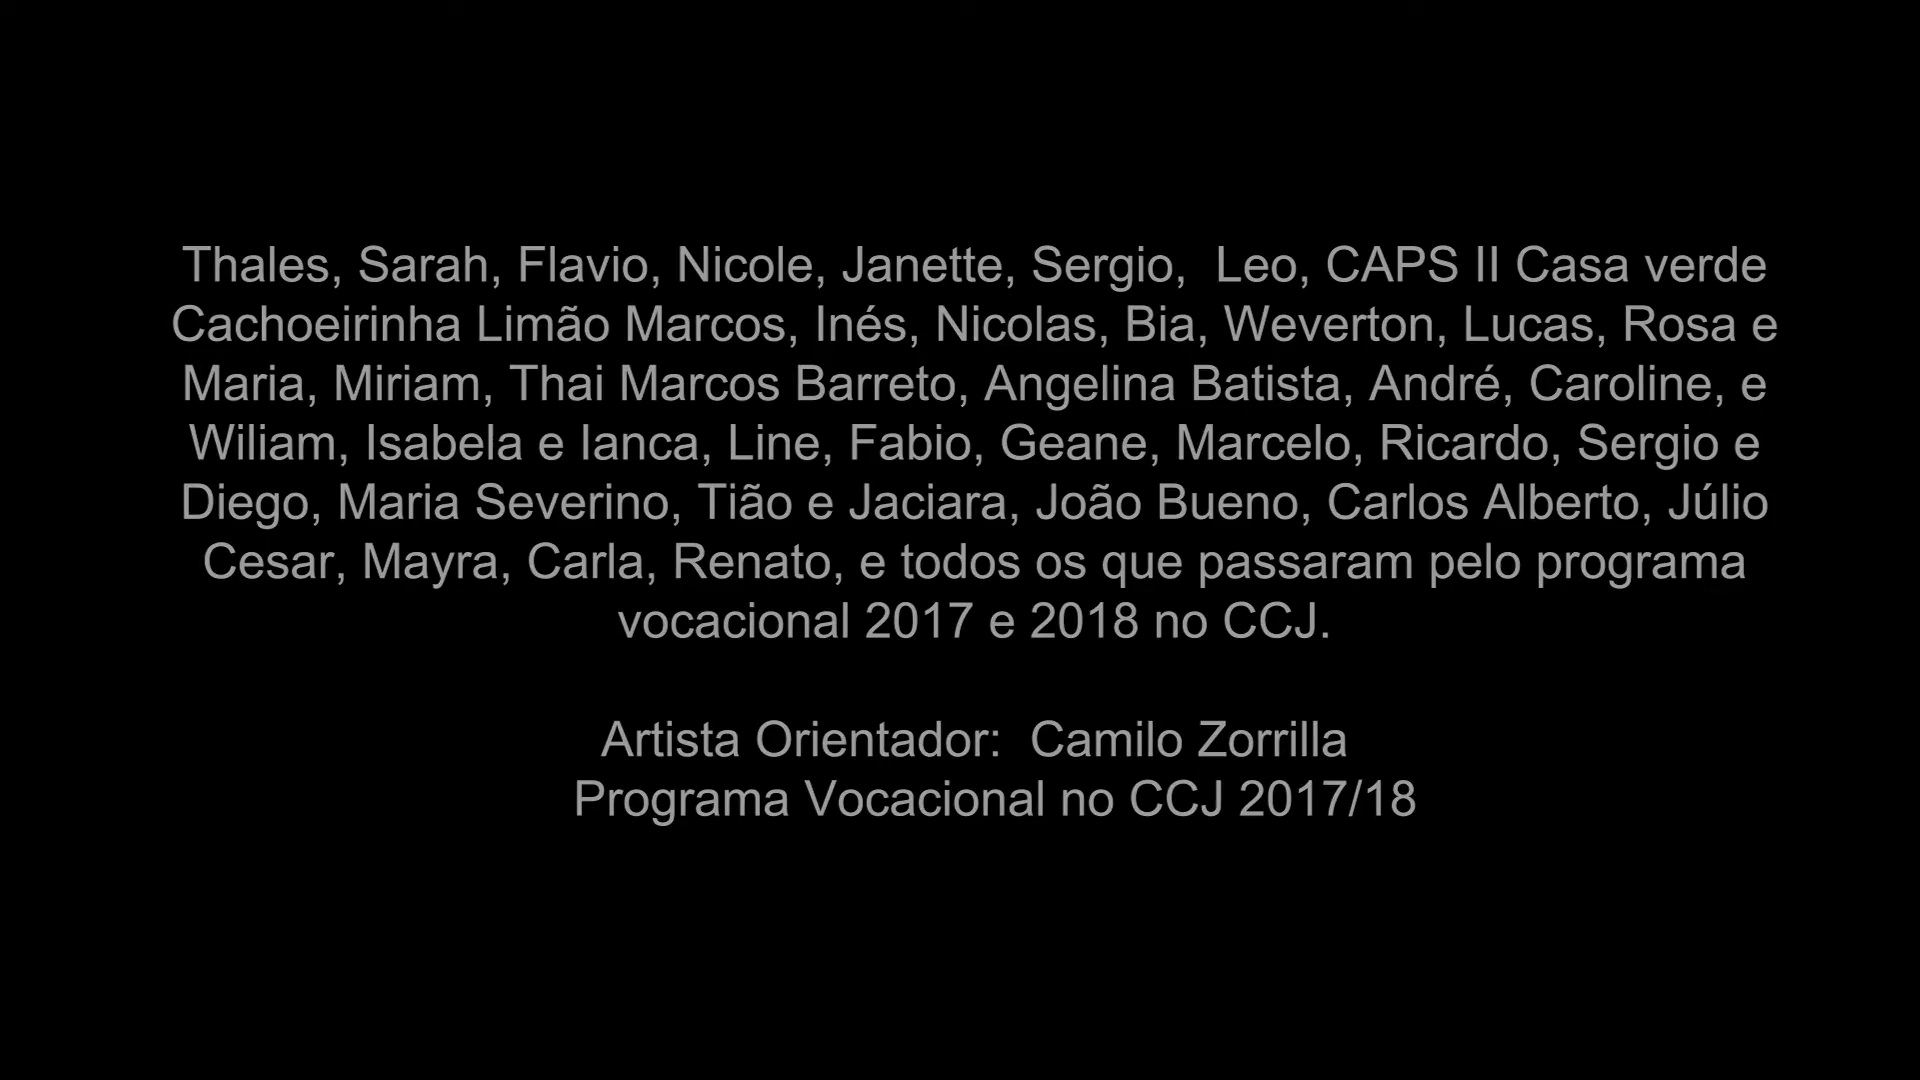 Thales, Sarah, Flavio, Nicole, Janette, Sergio,  Leo, CAPS II Casa verde
Cachoeirinha Limão Marcos, Inés, Nicolas, Bia, Weverton, Lucas, Rosa e
Maria, Miriam, Thai Marcos Barreto, Angelina Batista, André, Caroline, e
Wiliam, Isabela e Ianca, Line, Fabio, Geane, Marcelo, Ricardo, Sergio e
Diego, Maria Severino, Tião e Jaciara, João Bueno, Carlos Alberto, Júlio
Cesar, Mayra, Carla, Renato, e todos os que passaram pelo programa
vocacional 2017 e 2018 no CCJ.
Artista Orientador:  Camilo Zorrilla
Programa Vocacional no CCJ 2017/18